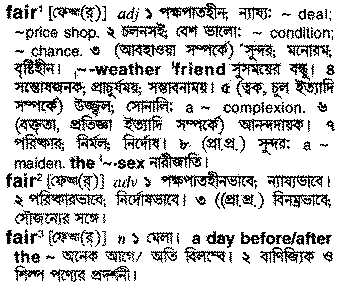 fair¹ [ফেআ(র্)] adj ১ পক্ষপাতহীন; ন্যায্য: ~ deal;
~price shop. ২ চলনসই; বেশ ভালো: ~ condition;
~ chance. ৩ (আবহাওয়া সম্পর্কে) সুন্দর; মনোরম;
বৃষ্টিহীন। ~-weather ˈfriend সুসময়ের বন্ধু। ৪
সন্তোষজনক; প্রাচুর্যময়; সম্ভাবনাময়। ৫ (ত্বক, চুল ইত্যাদি
সম্পর্কে) উজ্জ্বল; সোনালি: a ~ complexion. ৬
(বক্তৃতা, প্রতিজ্ঞা ইত্যাদি সম্পর্কে) আনন্দদায়ক। ৭
পরিষ্কার; নির্মল; নির্দোষ। ৮ (প্রা.প্র.) সুন্দর: a ~
maiden. the ˈ~-sex নারীজাতি।
fair² [ফেআ(র্)] adv ১ পক্ষপাতহীনভাবে; ন্যায্যভাবে।
২ পরিষ্কারভাবে; নির্দোষভাবে। ৩ ((প্রা.প্র.) বিনম্রভাবে;
সৌজন্যের সঙ্গে।
fair³ [ফেআ(র্)] n ১ মেলা। a day before/after
the ~ অনেক আগে/ অতি বিলম্বে। ২ বাণিজ্যিক ও
শিল্প পণ্যের প্রদর্শনী।